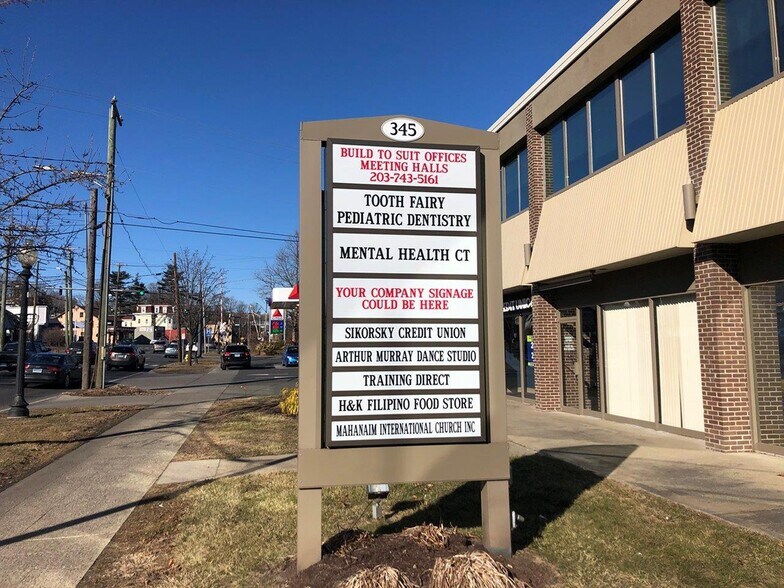 345
BUILD TO SUIT OFFICES
MEETING HALLS
203-743-5161
TOOTH FAIRY
PEDIATRIC DENTISTRY
MENTAL HEALTH CT
YOUR COMPANY SIGNAGE
COULD BE HERE
SIKORSKY CREDIT UNION
ARTHUR MURRAY DANCE STUDIO
TRAINING DIRECT
H&K FILIPINO FOOD STORE
MAHANAIM INTERNATIONAL CHURCH INC